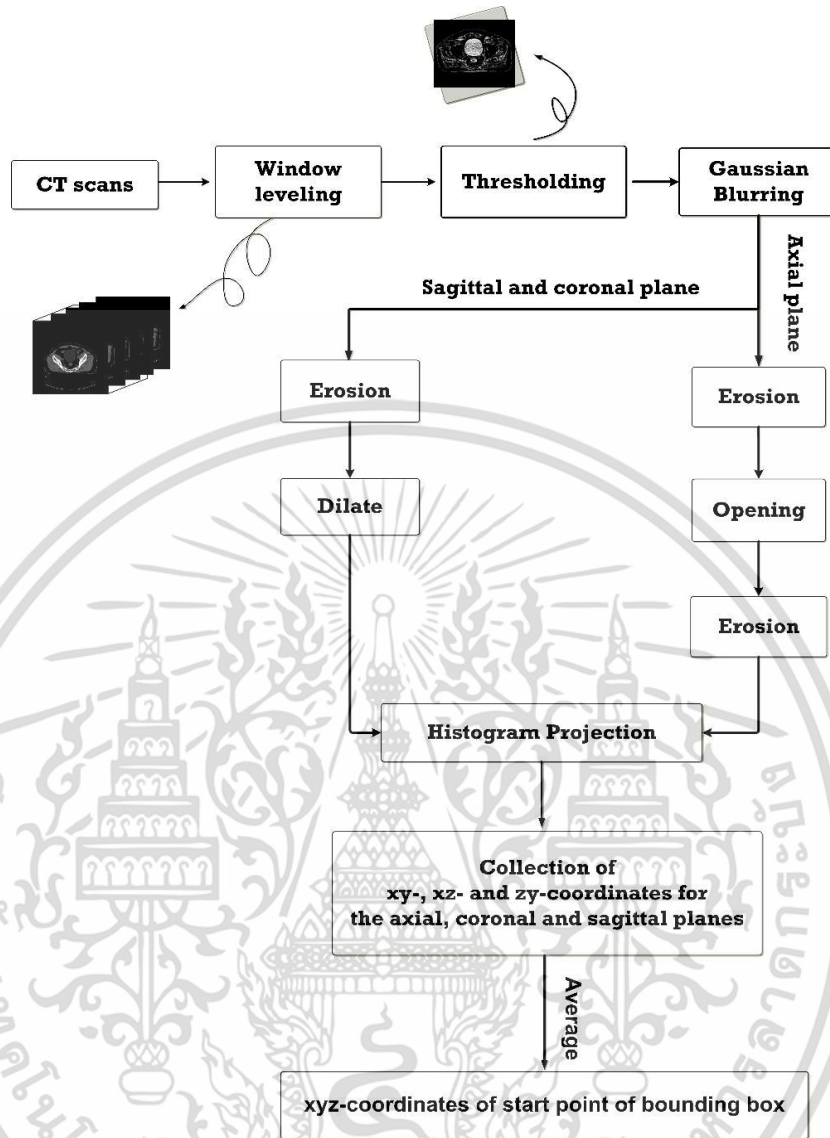 CT scans
Window
leveling
Thresholding
Gaussian
Blurring
Sagittal and coronal plane
Axial plane
Erosion
Dilate
Erosion
Opening
Erosion
Histogram Projection
Collection of
xy-, xz- and zy-coordinates for
the axial, coronal and sagittal planes
Average
xyz-coordinates of start point of bounding box